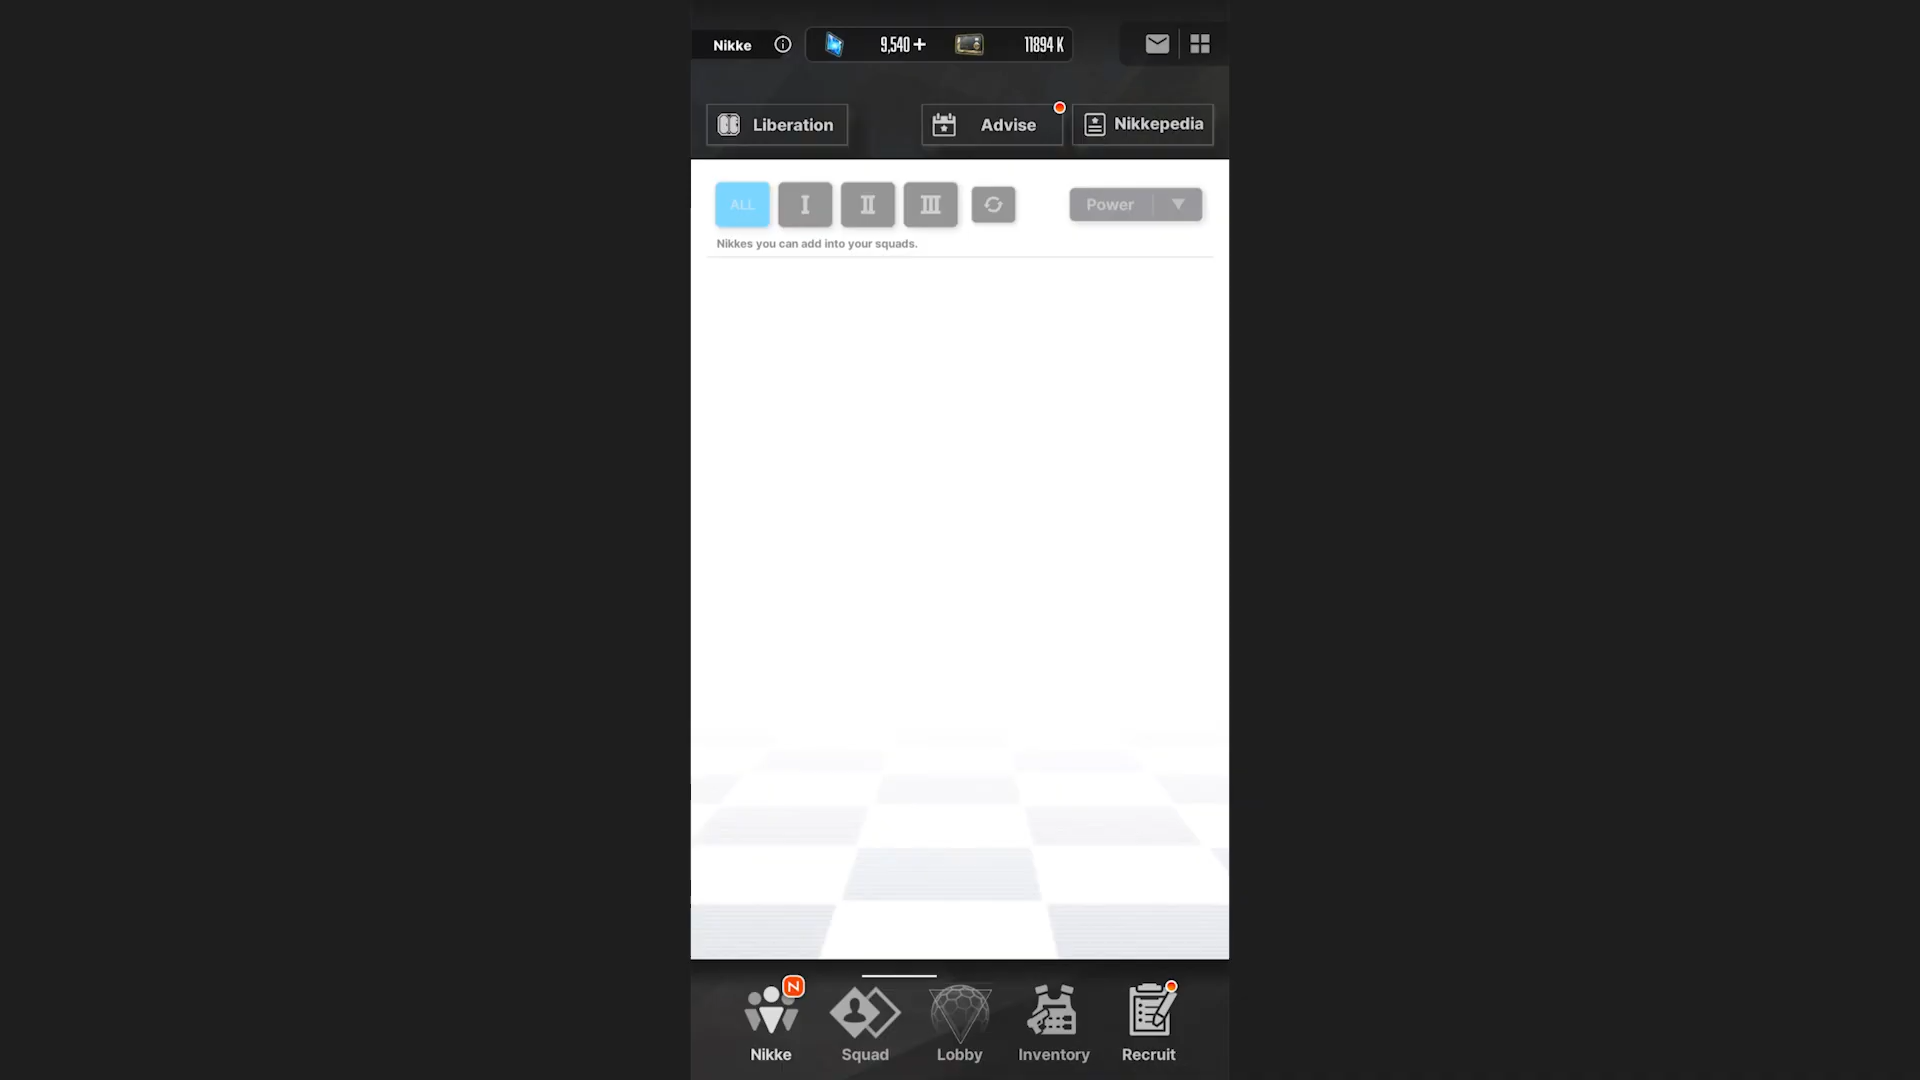 Nikke
9,540 +
11894 K
Liberation
Advise
Nikkepedia
ALL
I
II
III
Power
Nikkes you can add into your squads.
N
Nikke
Squad
Lobby
Inventory
Recruit